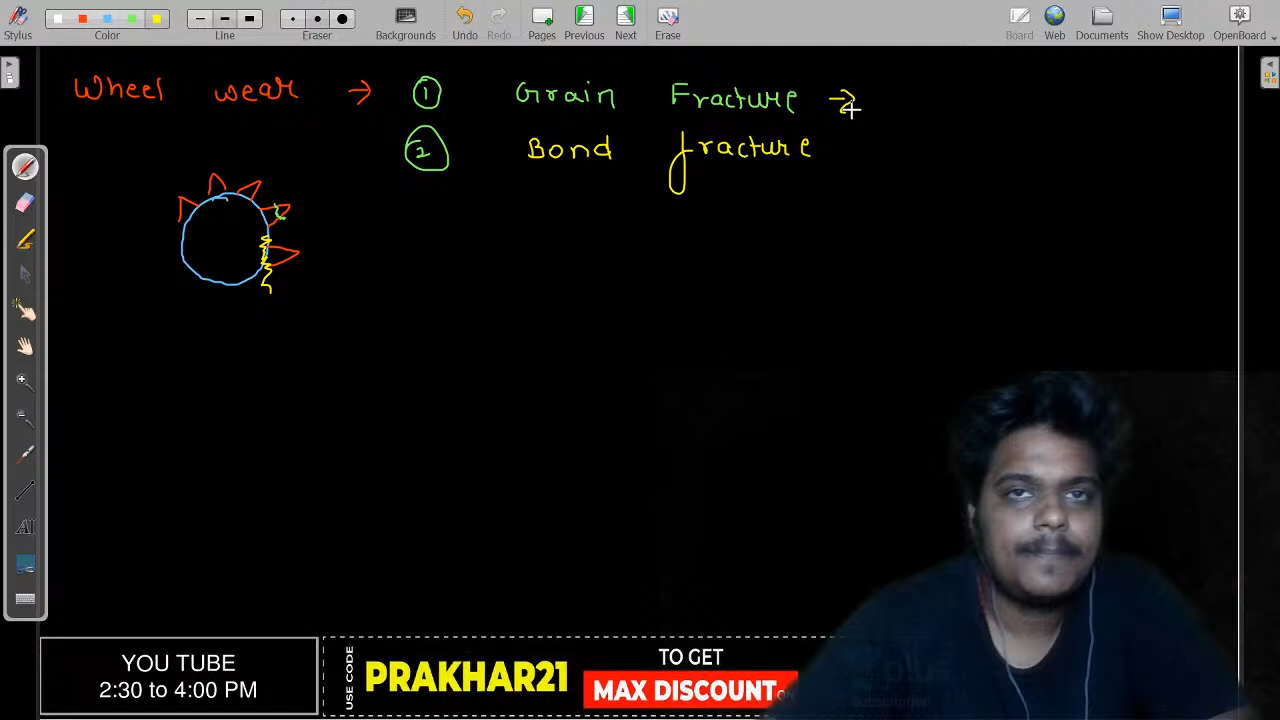 Stylus
Color
Line
Eraser
Backgrounds
Undo
Redo
Pages
Previous
Next
Erase
Board
Web
Documents
Show Desktop
OpenBoard
Wheel wear → ① Grain Fracture →
② Bond fracture
YOU TUBE
2:30 to 4:00 PM
USE CODE
PRAKHAR21
TO GET
MAX DISCOUNT